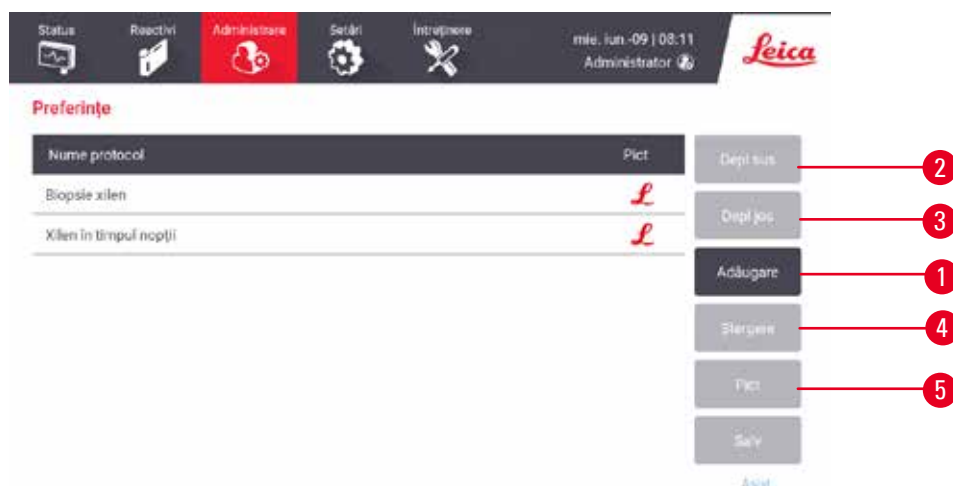 Status Reactivi Administrare Setări Întreținere
mie, iun.-09 | 08:11
Administrator
Leica
Preferințe
Nume protocol Pict
Biopsie xilen
Xilen în timpul nopții
Depl sus
2
Depl jos
3
Adăugare
1
Ștergere
4
Pict
5
Salv
Asist